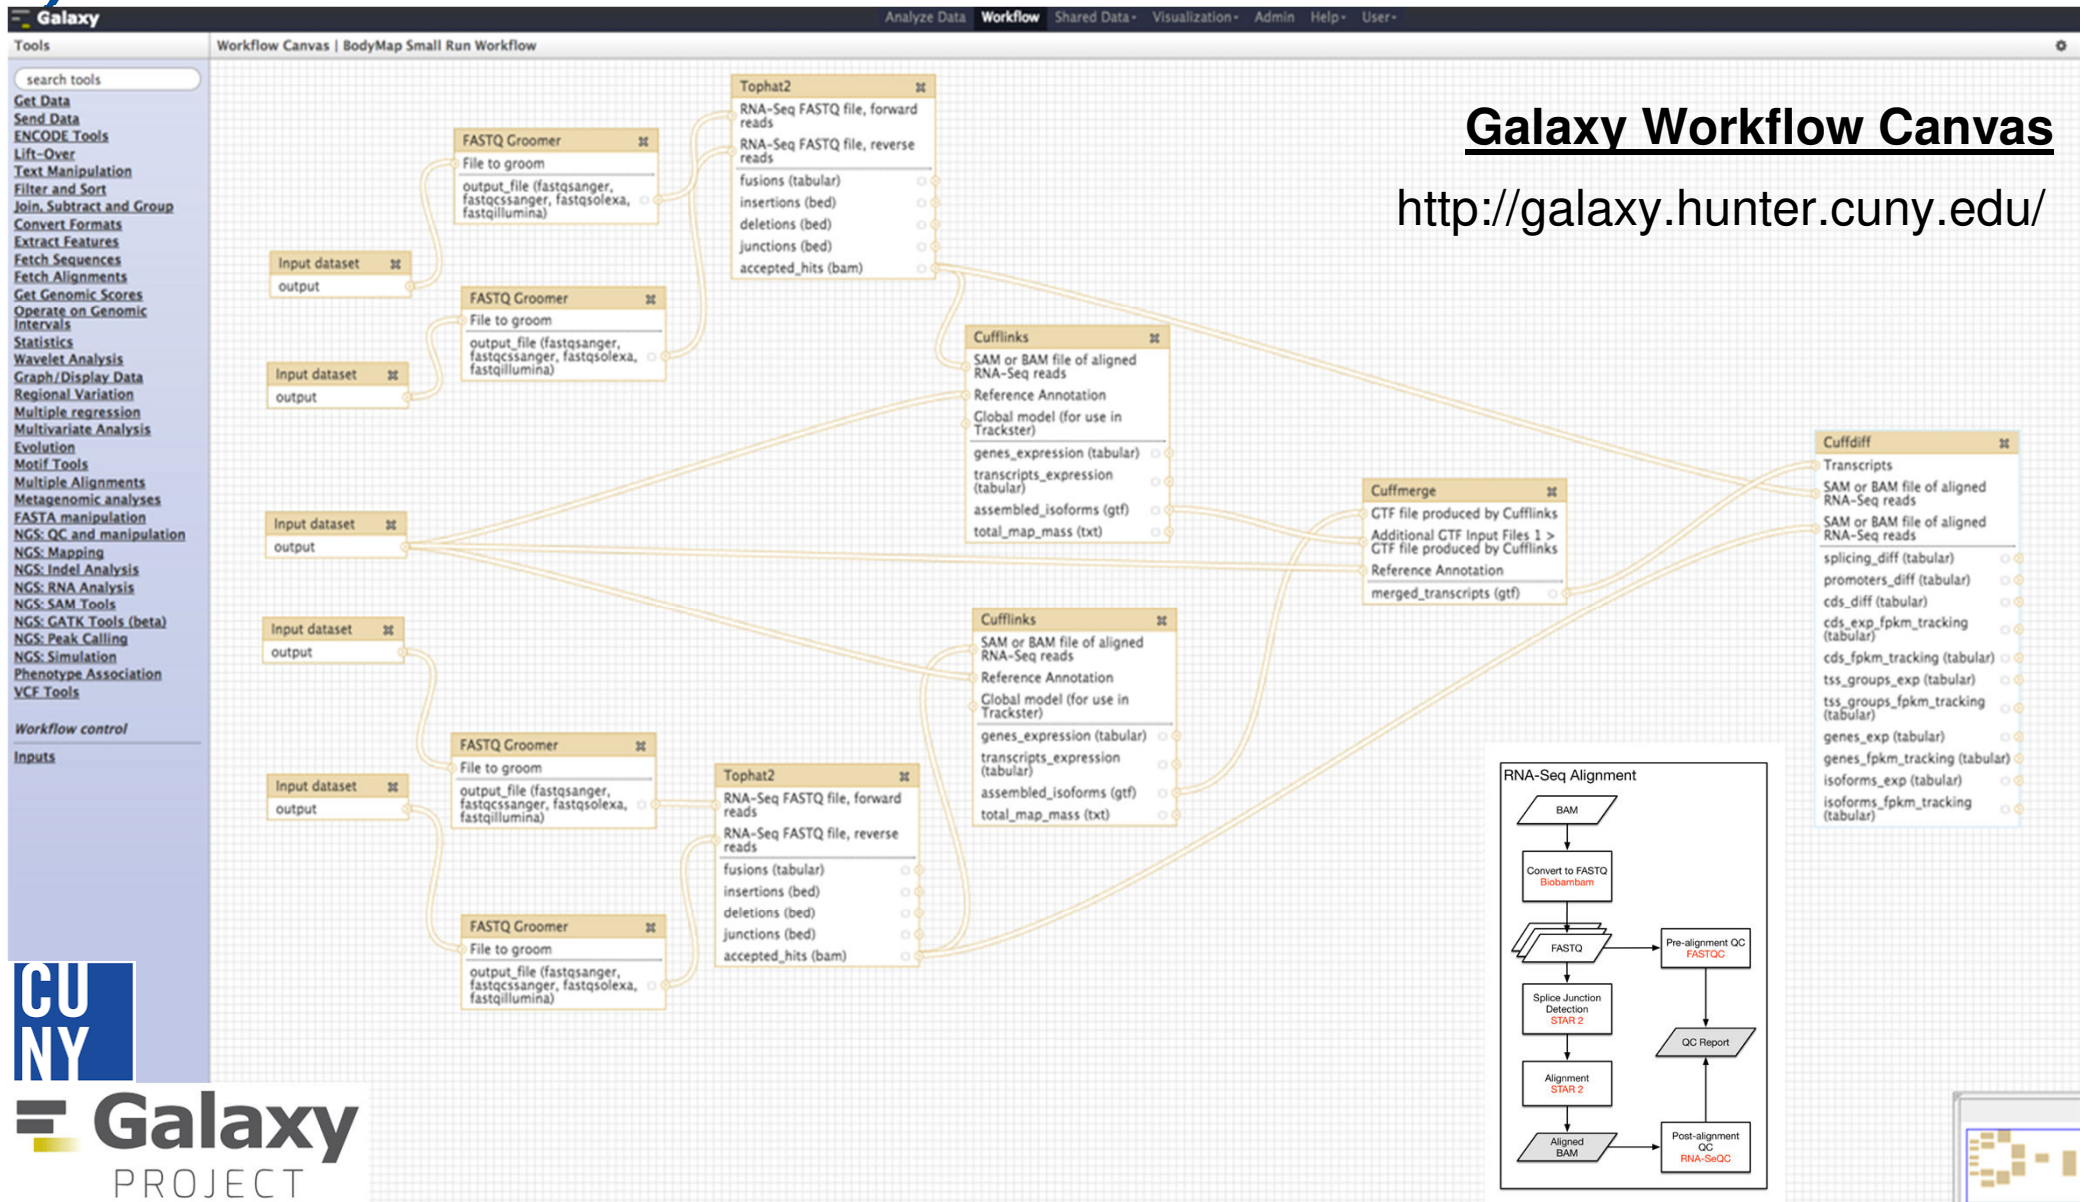 Galaxy
Analyze Data Workflow Shared Data Visualization Admin Help User
Tools
Workflow Canvas | BodyMap Small Run Workflow
search tools
Get Data
Send Data
ENCODE Tools
Lift-Over
Text Manipulation
Filter and Sort
Join, Subtract and Group
Convert Formats
Extract Features
Fetch Sequences
Fetch Alignments
Get Genomic Scores
Operate on Genomic
Intervals
Statistics
Wavelet Analysis
Graph/Display Data
Regional Variation
Multiple regression
Multivariate Analysis
Evolution
Motif Tools
Multiple Alignments
Metagenomic analyses
FASTA manipulation
NGS: QC and manipulation
NGS: Mapping
NGS: Indel Analysis
NGS: RNA Analysis
NGS: SAM Tools
NGS: GATK Tools (beta)
NGS: Peak Calling
NGS: Simulation
Phenotype Association
VCF Tools
Workflow control
Inputs
Galaxy Workflow Canvas
http://galaxy.hunter.cuny.edu/
Input dataset
output
Input dataset
output
Input dataset
output
Input dataset
output
Input dataset
output
FASTQ Groomer
File to groom
output_file (fastqsanger,
fastqcssanger, fastqsolexa,
fastqillumina)
FASTQ Groomer
File to groom
output_file (fastqsanger,
fastqcssanger, fastqsolexa,
fastqillumina)
FASTQ Groomer
File to groom
output_file (fastqsanger,
fastqcssanger, fastqsolexa,
fastqillumina)
FASTQ Groomer
File to groom
output_file (fastqsanger,
fastqcssanger, fastqsolexa,
fastqillumina)
Tophat2
RNA-Seq FASTQ file, forward
reads
RNA-Seq FASTQ file, reverse
reads
fusions (tabular)
insertions (bed)
deletions (bed)
junctions (bed)
accepted_hits (bam)
Tophat2
RNA-Seq FASTQ file, forward
reads
RNA-Seq FASTQ file, reverse
reads
fusions (tabular)
insertions (bed)
deletions (bed)
junctions (bed)
accepted_hits (bam)
Cufflinks
SAM or BAM file of aligned
RNA-Seq reads
Reference Annotation
Global model (for use in
Trackster)
genes_expression (tabular)
transcripts_expression
(tabular)
assembled_isoforms (gtf)
total_map_mass (txt)
Cufflinks
SAM or BAM file of aligned
RNA-Seq reads
Reference Annotation
Global model (for use in
Trackster)
genes_expression (tabular)
transcripts_expression
(tabular)
assembled_isoforms (gtf)
total_map_mass (txt)
Cuffmerge
GTF file produced by Cufflinks
Additional GTF Input Files 1 >
GTF file produced by Cufflinks
Reference Annotation
merged_transcripts (gtf)
Cuffdiff
Transcripts
SAM or BAM file of aligned
RNA-Seq reads
SAM or BAM file of aligned
RNA-Seq reads
splicing_diff (tabular)
promoters_diff (tabular)
cds_diff (tabular)
cds_exp_fpkm_tracking
(tabular)
cds_fpkm_tracking (tabular)
tss_groups_exp (tabular)
tss_groups_fpkm_tracking
(tabular)
genes_exp (tabular)
genes_fpkm_tracking (tabular)
isoforms_exp (tabular)
isoforms_fpkm_tracking
(tabular)
RNA-Seq Alignment
BAM
Convert to FASTQ
Biobambam
FASTQ
Pre-alignment QC
FASTQC
Splice Junction
Detection
STAR 2
QC Report
Alignment
STAR 2
Aligned
BAM
Post-alignment
QC
RNA-SeQC
CU
NY
Galaxy
PROJECT